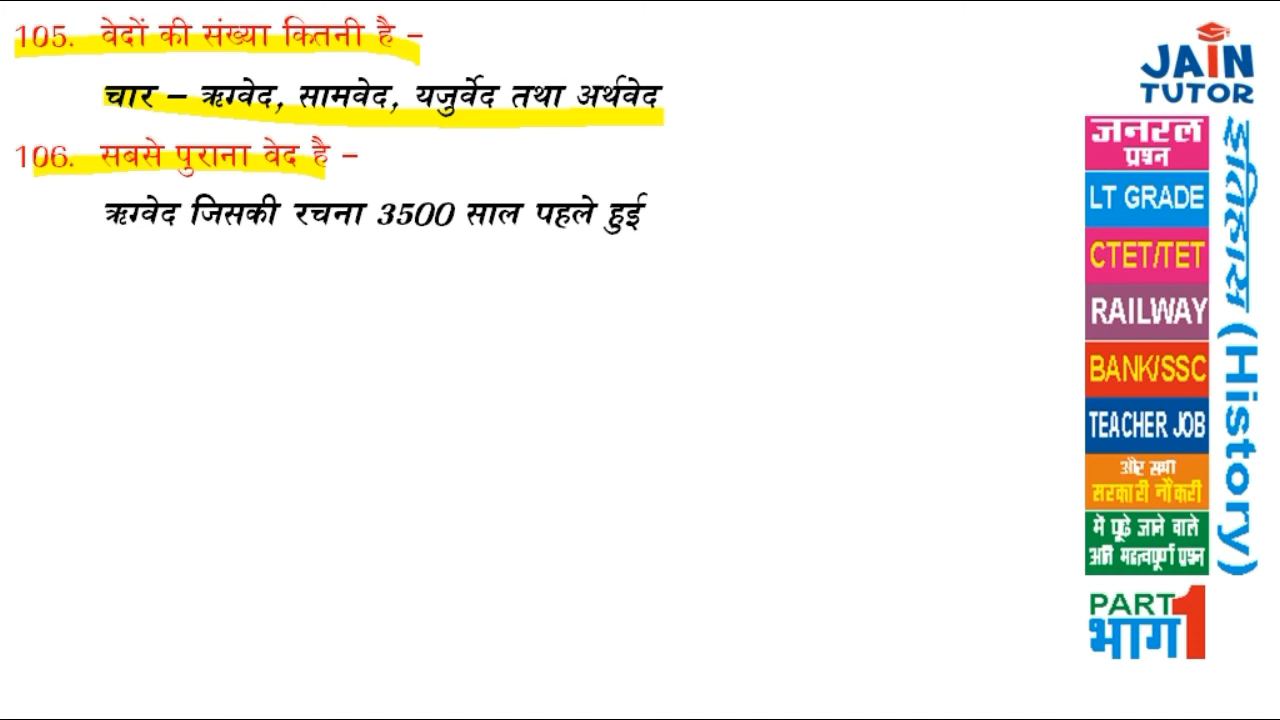 105. वेदों की संख्या कितनी है –
चार – ऋग्वेद, सामवेद, यजुर्वेद तथा अर्थवेद
106. सबसे पुराना वेद है –
ऋग्वेद जिसकी रचना 3500 साल पहले हुई
JAIN
TUTOR
जनरल
प्रश्न
LT GRADE
CTET/TET
RAILWAY
BANK/SSC
TEACHER JOB
और सभी
सरकारी नौकरी
में पूछे जाने वाले
अति महत्वपूर्ण प्रश्न
इतिहास (History)
PART 1
भाग